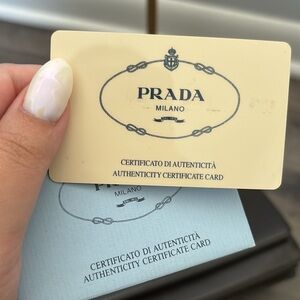 PRADA
MILANO
CERTIFICATO DI AUTENTICITÀ
AUTHENTICITY CERTIFICATE CARD
MILANO
CERTIFICATO DI AUTENTICITÀ
AUTHENTICITY CERTIFICATE CARD